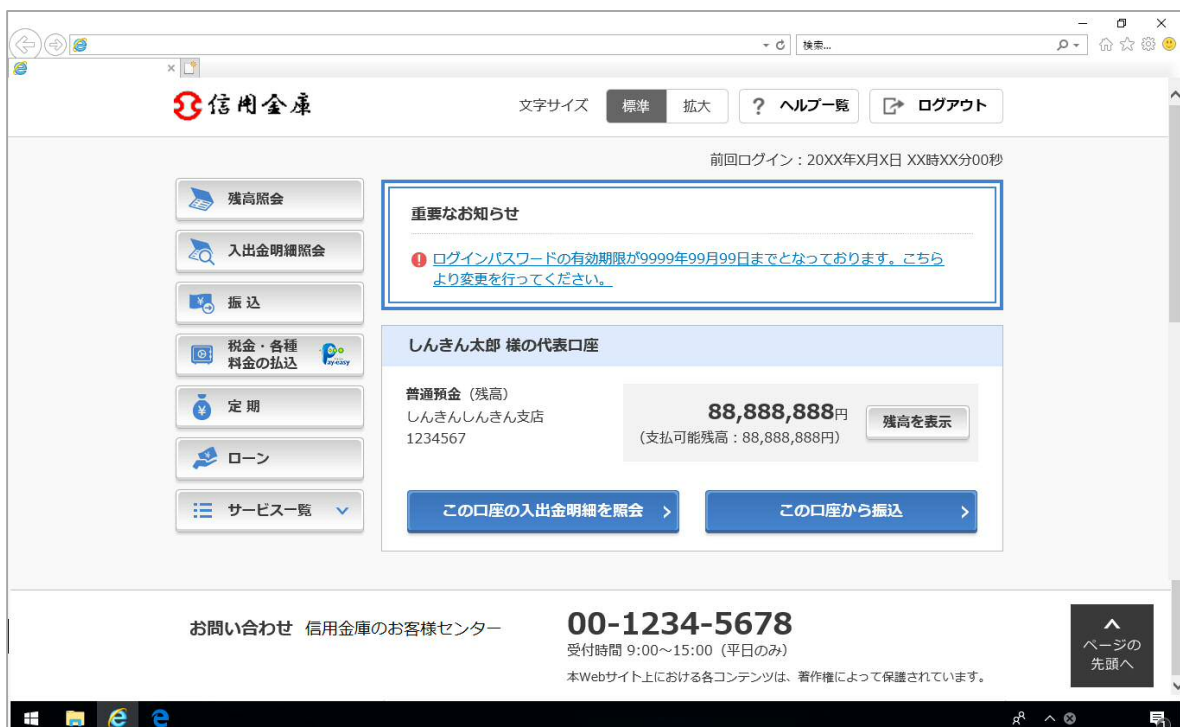 検索...
信用金庫
文字サイズ 標準 拡大 ? ヘルプ一覧 ログアウト
前回ログイン：20XX年X月X日 XX時XX分00秒
残高照会
入出金明細照会
振込
税金・各種
料金の払込
Pay-easy
定期
ローン
サービス一覧
重要なお知らせ
ログインパスワードの有効期限が9999年99月99日までとなっております。こちら
より変更を行ってください。
しんきん太郎 様の代表口座
普通預金（残高）
しんきんしんきん支店
1234567
88,888,888円
（支払可能残高：88,888,888円）
残高を表示
この口座の入出金明細を照会
この口座から振込
お問い合わせ 信用金庫のお客様センター
00-1234-5678
受付時間 9:00～15:00（平日のみ）
本Webサイト上における各コンテンツは、著作権によって保護されています。
ページの
先頭へ